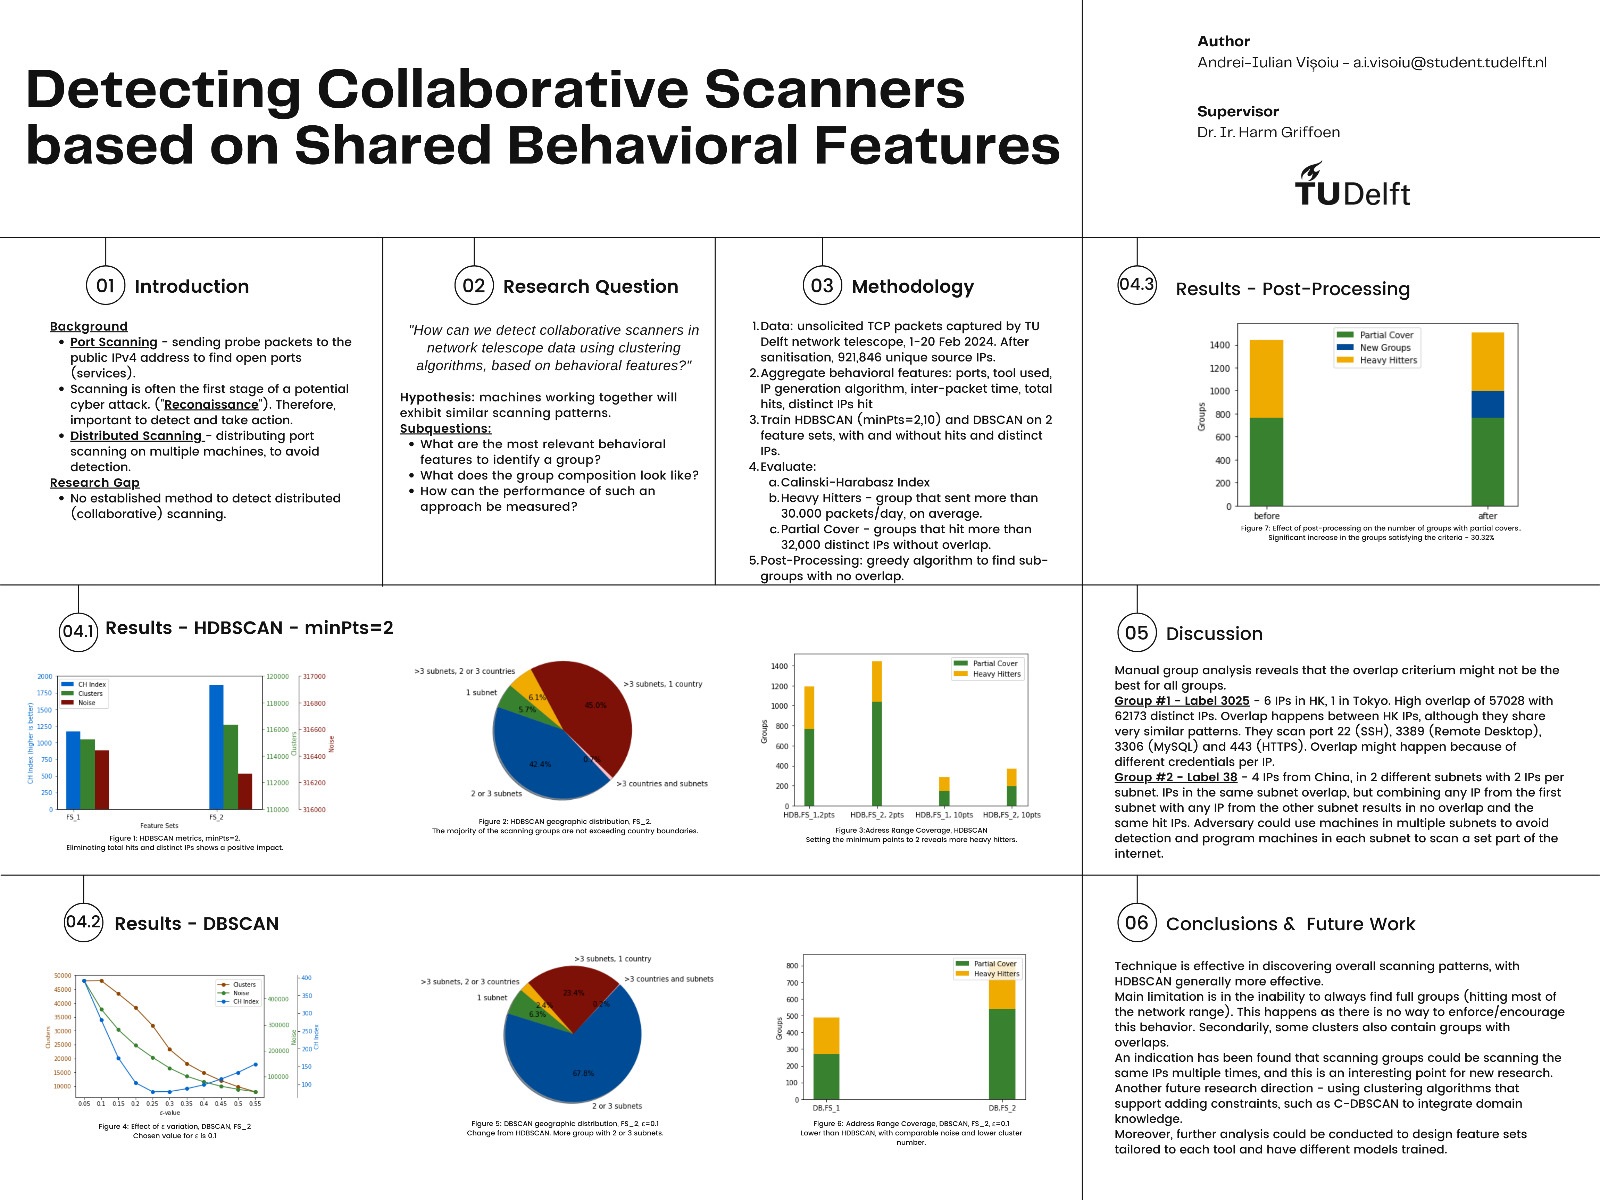 Detecting Collaborative Scanners
based on Shared Behavioral Features
Author
Andrei-Iulian Vișoiu - a.i.visoiu@student.tudelft.nl
Supervisor
Dr. Ir. Harm Griffoen
TUDelft
01 Introduction
Background
• Port Scanning - sending probe packets to the
public IPv4 address to find open ports
(services).
• Scanning is often the first stage of a potential
cyber attack. ("Reconaissance"). Therefore,
important to detect and take action.
• Distributed Scanning - distributing port
scanning on multiple machines, to avoid
detection.
Research Gap
• No established method to detect distributed
(collaborative) scanning.
02 Research Question
"How can we detect collaborative scanners in
network telescope data using clustering
algorithms, based on behavioral features?"
Hypothesis: machines working together will
exhibit similar scanning patterns.
Subquestions:
• What are the most relevant behavioral
features to identify a group?
• What does the group composition look like?
• How can the performance of such an
approach be measured?
03 Methodology
1. Data: unsolicited TCP packets captured by TU
Delft network telescope, 1-20 Feb 2024. After
sanitisation, 921,846 unique source IPs.
2. Aggregate behavioral features: ports, tool used,
IP generation algorithm, inter-packet time, total
hits, distinct IPs hit
3. Train HDBSCAN (minPts=2,10) and DBSCAN on 2
feature sets, with and without hits and distinct
IPs.
4. Evaluate:
a. Calinski-Harabasz Index
b. Heavy Hitters - group that sent more than
30.000 packets/day, on average.
c. Partial Cover - groups that hit more than
32,000 distinct IPs without overlap.
5. Post-Processing: greedy algorithm to find sub-
groups with no overlap.
04.3 Results - Post-Processing
Partial Cover
New Groups
Heavy Hitters
1400
1200
1000
800
600
400
200
0
Groups
before after
Figure 7: Effect of post-processing on the number of groups with partial covers.
Significant increase in the groups satisfying the criteria - 30.32%
04.1 Results - HDBSCAN - minPts=2
CH Index
Clusters
Noise
2000
1750
1500
1250
1000
750
500
250
0
CH Index (higher is better)
120000
118000
116000
114000
112000
110000
Clusters
317000
316800
316600
316400
316200
316000
Noise
FS_1 FS_2
Feature Sets
Figure 1: HDBSCAN metrics, minPts=2.
Eliminating total hits and distinct IPs shows a positive impact.
>3 subnets, 2 or 3 countries
>3 subnets, 1 country
1 subnet
6.1%
45.0%
5.7%
42.4%
2 or 3 subnets
>3 countries and subnets
Figure 2: HDBSCAN geographic distribution, FS_2.
The majority of the scanning groups are not exceeding country boundaries.
Partial Cover
Heavy Hitters
1400
1200
1000
800
600
400
200
0
Groups
HDB,FS_1,2pts HDB,FS_2, 2pts HDB,FS_1, 10pts HDB,FS_2, 10pts
Figure 3:Adress Range Coverage, HDBSCAN
Setting the minimum points to 2 reveals more heavy hitters.
05 Discussion
Manual group analysis reveals that the overlap criterium might not be the
best for all groups.
Group #1 - Label 3025 - 6 IPs in HK, 1 in Tokyo. High overlap of 57028 with
62173 distinct IPs. Overlap happens between HK IPs, although they share
very similar patterns. They scan port 22 (SSH), 3389 (Remote Desktop),
3306 (MySQL) and 443 (HTTPS). Overlap might happen because of
different credentials per IP.
Group #2 - Label 38 - 4 IPs from China, in 2 different subnets with 2 IPs per
subnet. IPs in the same subnet overlap, but combining any IP from the first
subnet with any IP from the other subnet results in no overlap and the
same hit IPs. Adversary could use machines in multiple subnets to avoid
detection and program machines in each subnet to scan a set part of the
internet.
04.2 Results - DBSCAN
Clusters
Noise
CH Index
50000
45000
40000
35000
30000
25000
20000
15000
10000
Clusters
400000
300000
200000
100000
Noise
400
350
300
250
200
150
100
CH Index
0.05 0.1 0.15 0.2 0.25 0.3 0.35 0.4 0.45 0.5 0.55
ε-value
Figure 4: Effect of ε variation, DBSCAN, FS_2
Chosen value for ε is 0.1
>3 subnets, 1 country
>3 subnets, 2 or 3 countries
>3 countries and subnets
1 subnet
23.4%
2.4%
0.2%
6.3%
67.8%
2 or 3 subnets
Figure 5: DBSCAN geographic distribution, FS_2, ε=0.1
Change from HDBSCAN. More group with 2 or 3 subnets.
Partial Cover
Heavy Hitters
800
700
600
500
400
300
200
100
0
Groups
DB,FS_1 DB,FS_2
Figure 6: Address Range Coverage, DBSCAN, FS_2, ε=0.1
Lower than HDBSCAN, with comparable noise and lower cluster
number.
06 Conclusions & Future Work
Technique is effective in discovering overall scanning patterns, with
HDBSCAN generally more effective.
Main limitation is in the inability to always find full groups (hitting most of
the network range). This happens as there is no way to enforce/encourage
this behavior. Secondarily, some clusters also contain groups with
overlaps.
An indication has been found that scanning groups could be scanning the
same IPs multiple times, and this is an interesting point for new research.
Another future research direction - using clustering algorithms that
support adding constraints, such as C-DBSCAN to integrate domain
knowledge.
Moreover, further analysis could be conducted to design feature sets
tailored to each tool and have different models trained.